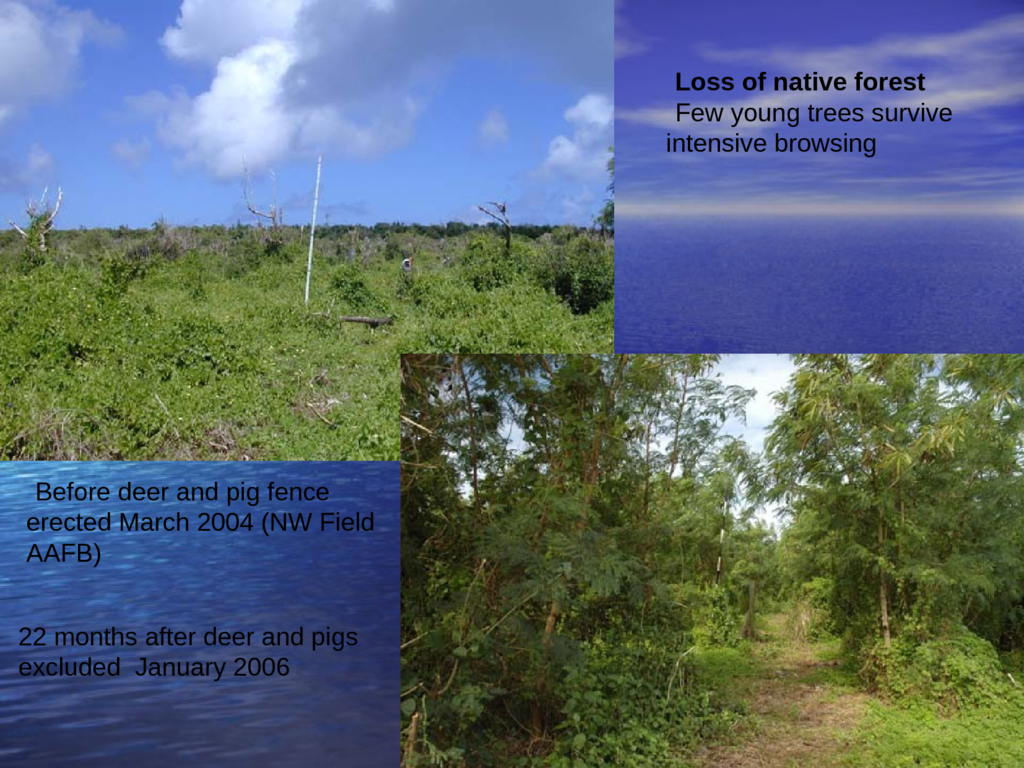 Loss of native forest
Few young trees survive
intensive browsing
Before deer and pig fence
erected March 2004 (NW Field
AAFB)
22 months after deer and pigs
excluded  January 2006